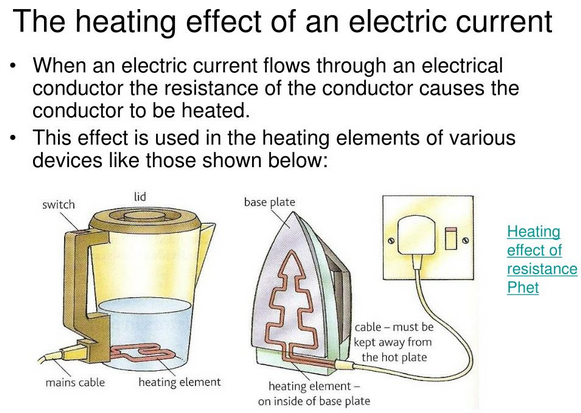 The heating effect of an electric current
• When an electric current flows through an electrical
conductor the resistance of the conductor causes the
conductor to be heated.
• This effect is used in the heating elements of various
devices like those shown below:
switch
lid
mains cable
heating element
base plate
cable – must be
kept away from
the hot plate
heating element –
on inside of base plate
Heating
effect of
resistance
Phet